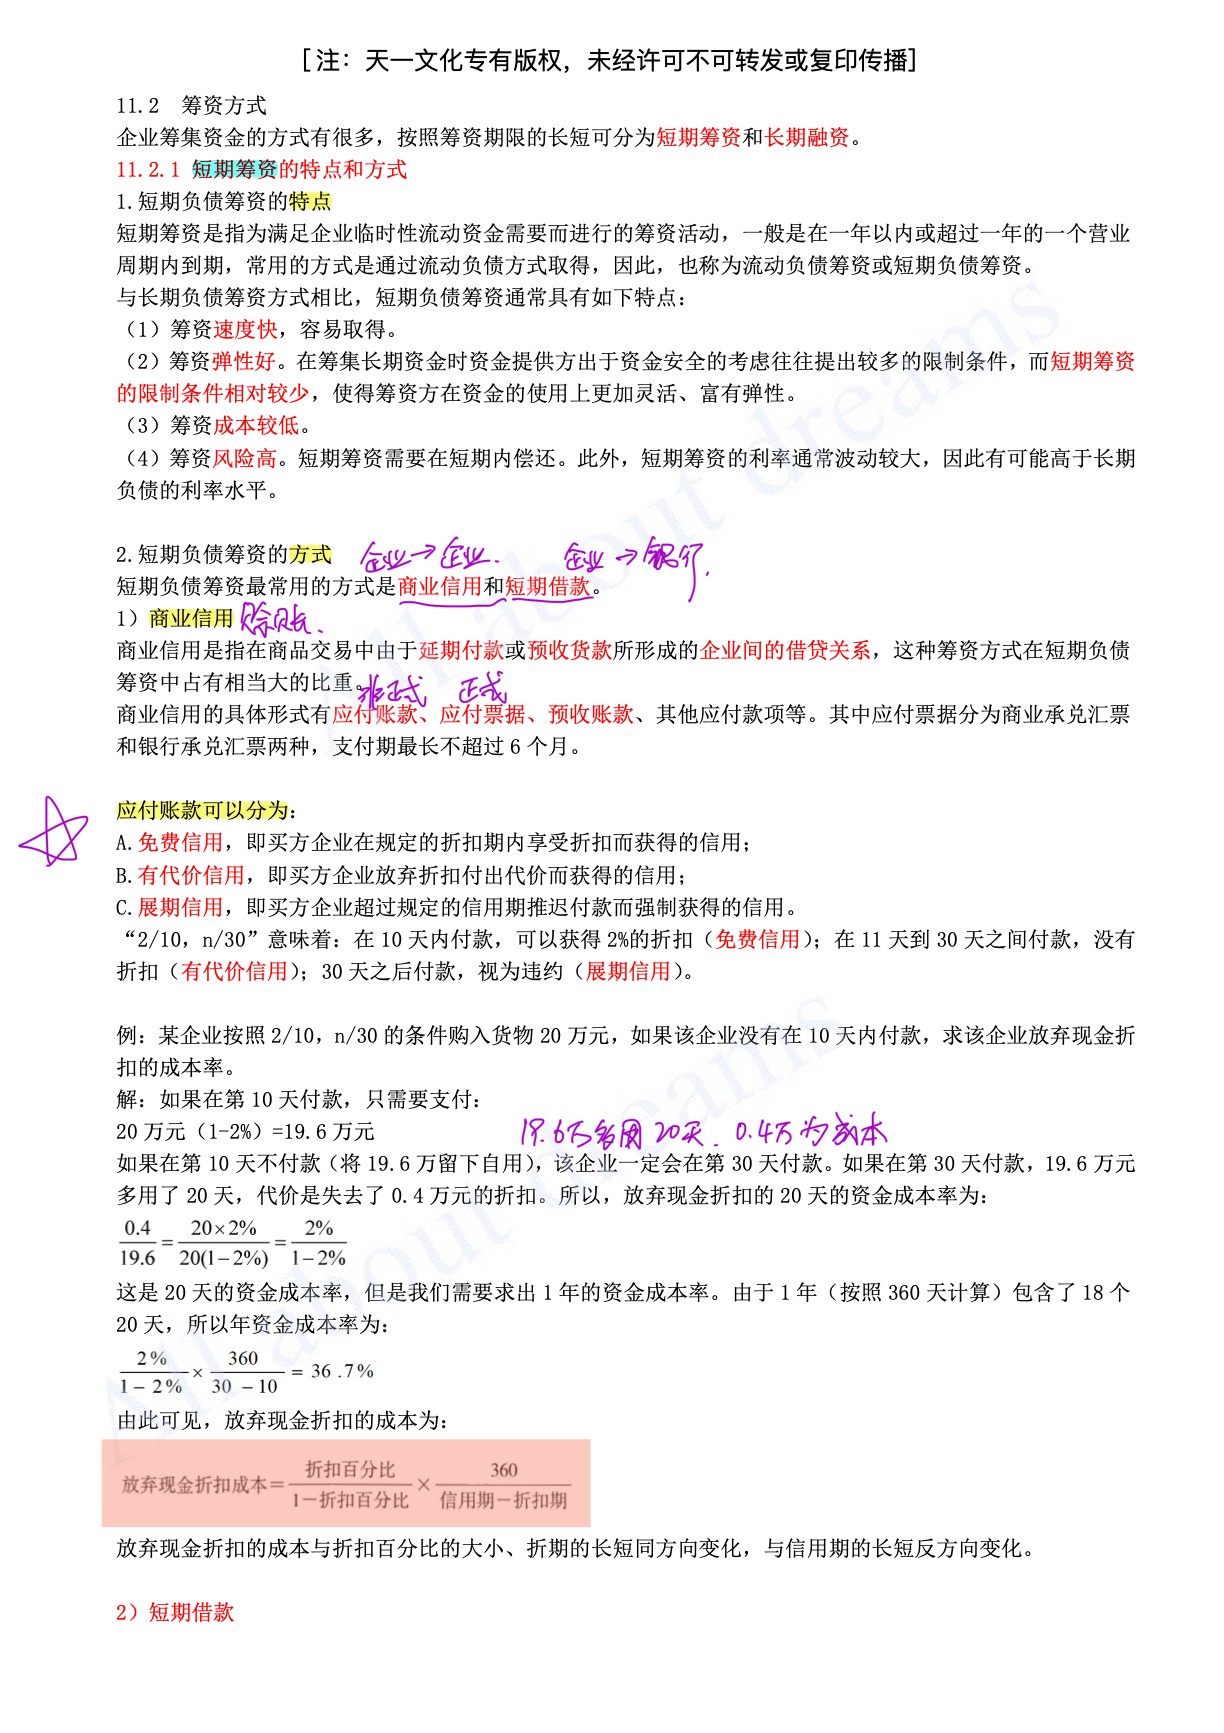 [注：天一文化专有版权，未经许可不可转发或复印传播]
11.2 筹资方式
企业筹集资金的方式有很多，按照筹资期限的长短可分为短期筹资和长期融资。
11.2.1 短期筹资的特点和方式
1.短期负债筹资的特点
短期筹资是指为满足企业临时性流动资金需要而进行的筹资活动，一般是在一年以内或超过一年的一个营业
周期内到期，常用的方式是通过流动负债方式取得，因此，也称为流动负债筹资或短期负债筹资。
与长期负债筹资方式相比，短期负债筹资通常具有如下特点：
（1）筹资速度快，容易取得。
（2）筹资弹性好。在筹集长期资金时资金提供方出于资金安全的考虑往往提出较多的限制条件，而短期筹资
的限制条件相对较少，使得筹资方在资金的使用上更加灵活、富有弹性。
（3）筹资成本较低。
（4）筹资风险高。短期筹资需要在短期内偿还。此外，短期筹资的利率通常波动较大，因此有可能高于长期
负债的利率水平。
2.短期负债筹资的方式 企业→企业. 企业→银行.
短期负债筹资最常用的方式是商业信用和短期借款。
1）商业信用 赊账.
商业信用是指在商品交易中由于延期付款或预收货款所形成的企业间的借贷关系，这种筹资方式在短期负债
筹资中占有相当大的比重。
非正式 正式
商业信用的具体形式有应付账款、应付票据、预收账款、其他应付款项等。其中应付票据分为商业承兑汇票
和银行承兑汇票两种，支付期最长不超过 6 个月。
应付账款可以分为：
A.免费信用，即买方企业在规定的折扣期内享受折扣而获得的信用；
B.有代价信用，即买方企业放弃折扣付出代价而获得的信用；
C.展期信用，即买方企业超过规定的信用期推迟付款而强制获得的信用。
“2/10，n/30”意味着：在 10 天内付款，可以获得 2%的折扣（免费信用）；在 11 天到 30 天之间付款，没有
折扣（有代价信用）；30 天之后付款，视为违约（展期信用）。
例：某企业按照 2/10，n/30 的条件购入货物 20 万元，如果该企业没有在 10 天内付款，求该企业放弃现金折
扣的成本率。
解：如果在第 10 天付款，只需要支付：
20 万元（1-2%）=19.6 万元 19.6万多用20天. 0.4万为成本
如果在第 10 天不付款（将 19.6 万留下自用），该企业一定会在第 30 天付款。如果在第 30 天付款，19.6 万元
多用了 20 天，代价是失去了 0.4 万元的折扣。所以，放弃现金折扣的 20 天的资金成本率为：
0.4/19.6 = 20×2%/20(1−2%) = 2%/1−2%
这是 20 天的资金成本率，但是我们需要求出 1 年的资金成本率。由于 1 年（按照 360 天计算）包含了 18 个
20 天，所以年资金成本率为：
2%/1−2% × 360/30−10 = 36.7%
由此可见，放弃现金折扣的成本为：
放弃现金折扣成本＝折扣百分比/1－折扣百分比 × 360/信用期－折扣期
放弃现金折扣的成本与折扣百分比的大小、折期的长短同方向变化，与信用期的长短反方向变化。
2）短期借款
All about dreams
All about dreams